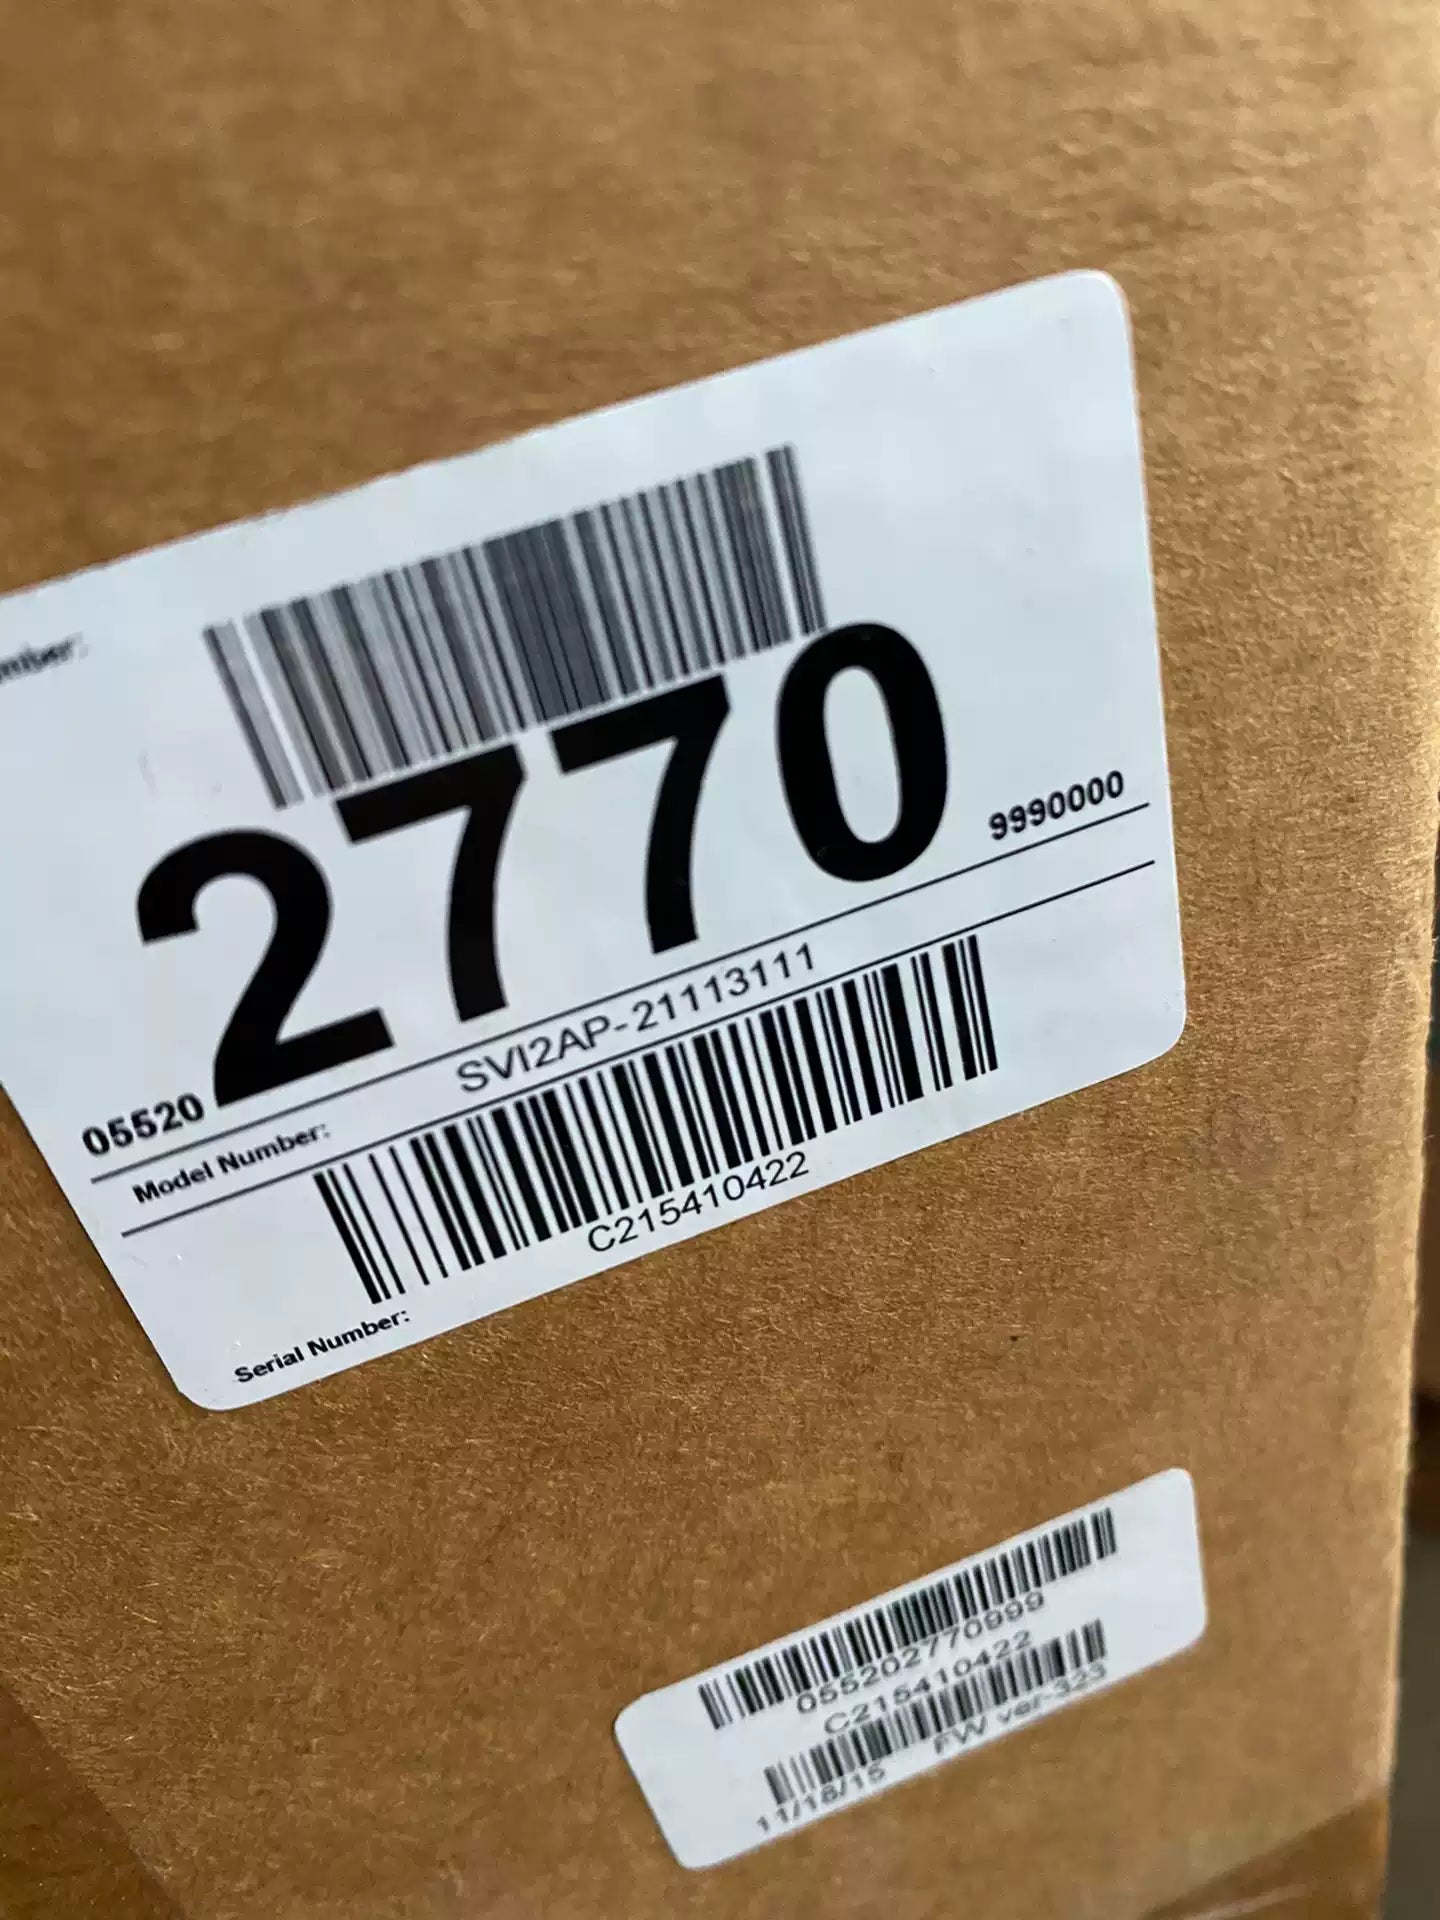 05520 2770 9990000
Model Number: SVI2AP-21113111
C215410422
Serial Number:
055202770999
C215410422
11/18/15 FW ver-323